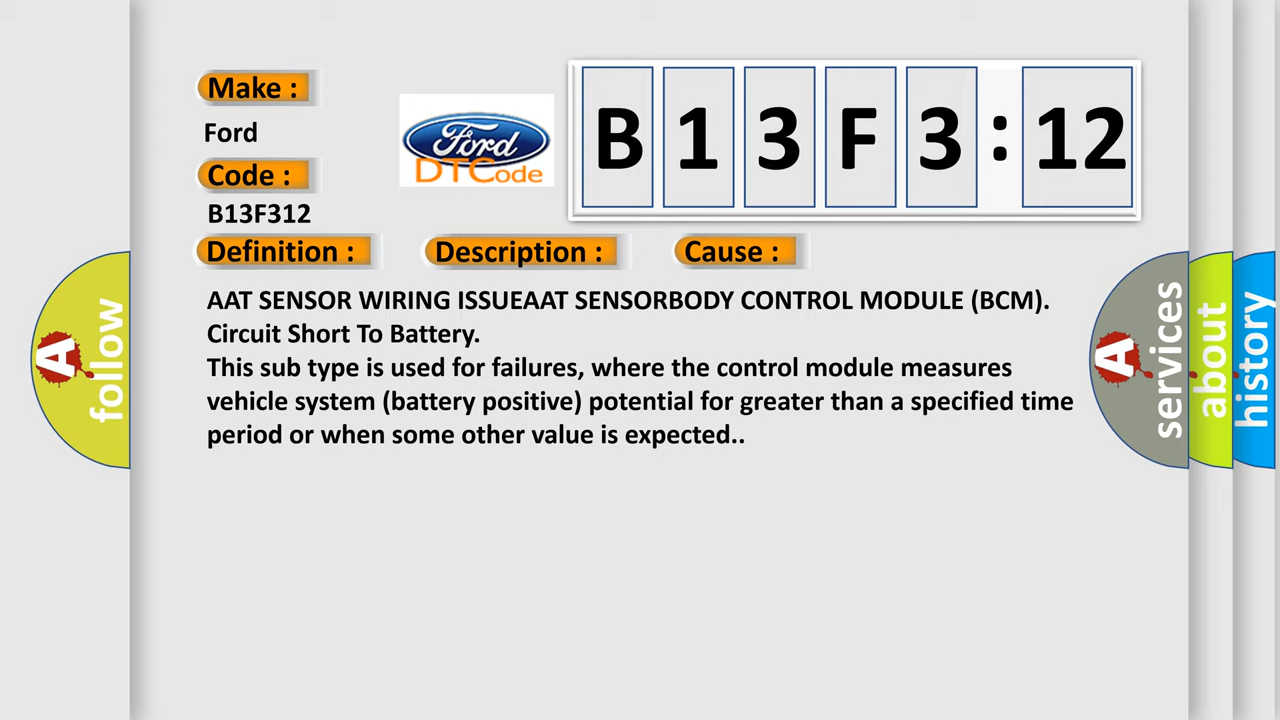 Make :
Ford
Code :
B13F312
Ford
DTCode
B 1 3 F 3 : 12
Definition : Description : Cause :
AAT SENSOR WIRING ISSUEAAT SENSORBODY CONTROL MODULE (BCM).
Circuit Short To Battery.
This sub type is used for failures, where the control module measures
vehicle system (battery positive) potential for greater than a specified time
period or when some other value is expected..
A follow
A services
about
history